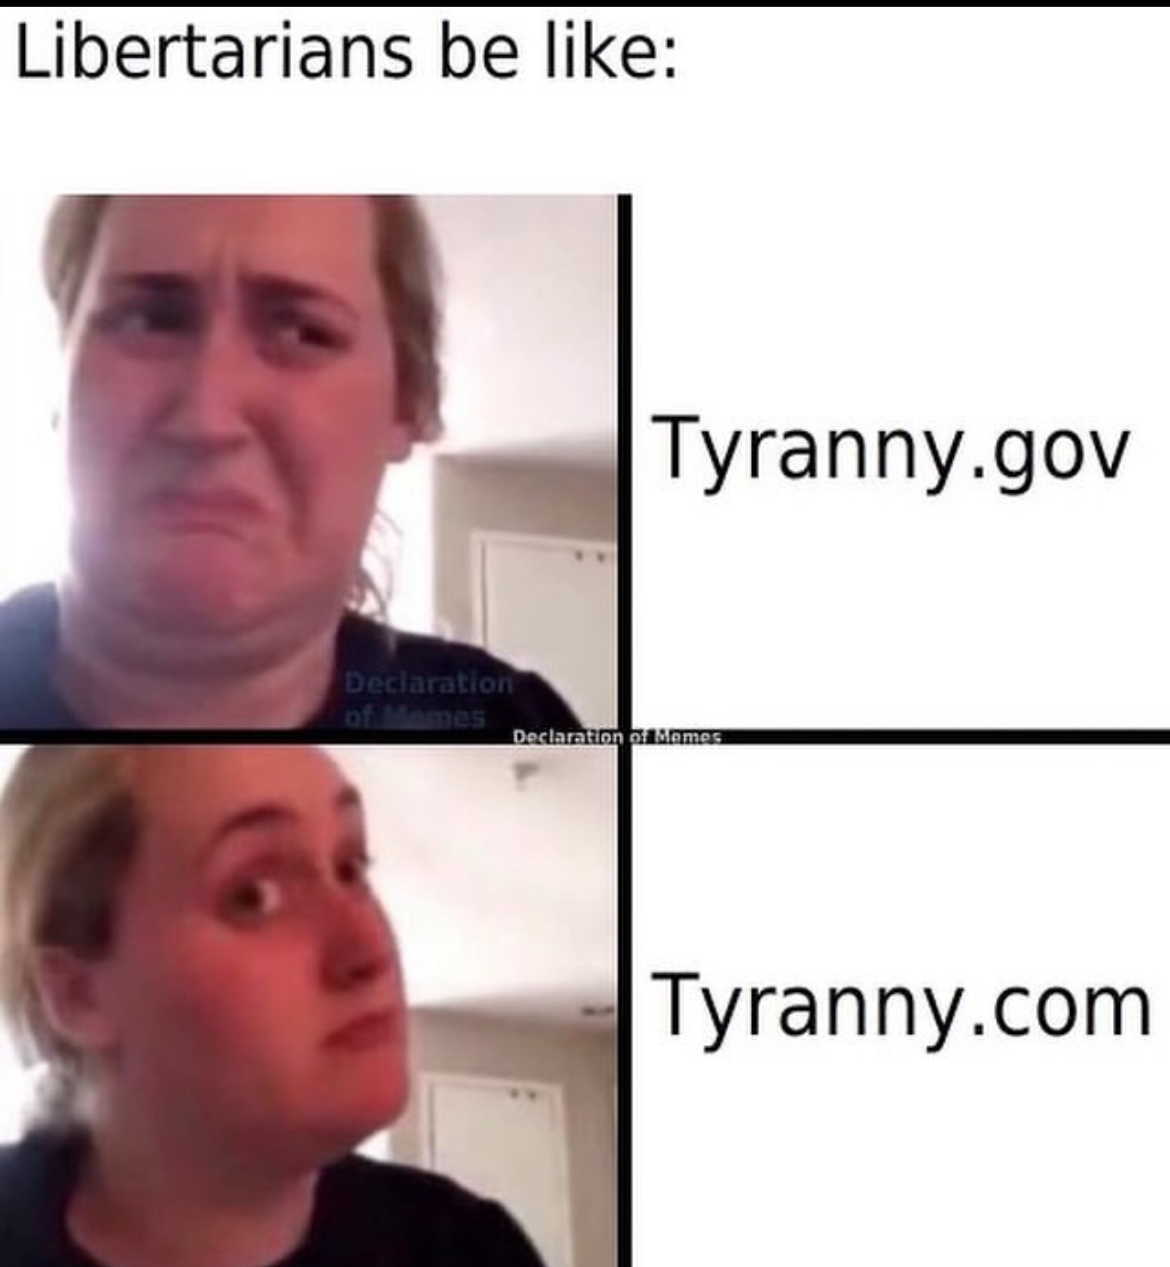 Libertarians be like:
Tyranny.gov
Declaration
of Memes
Declaration of Memes
Tyranny.com